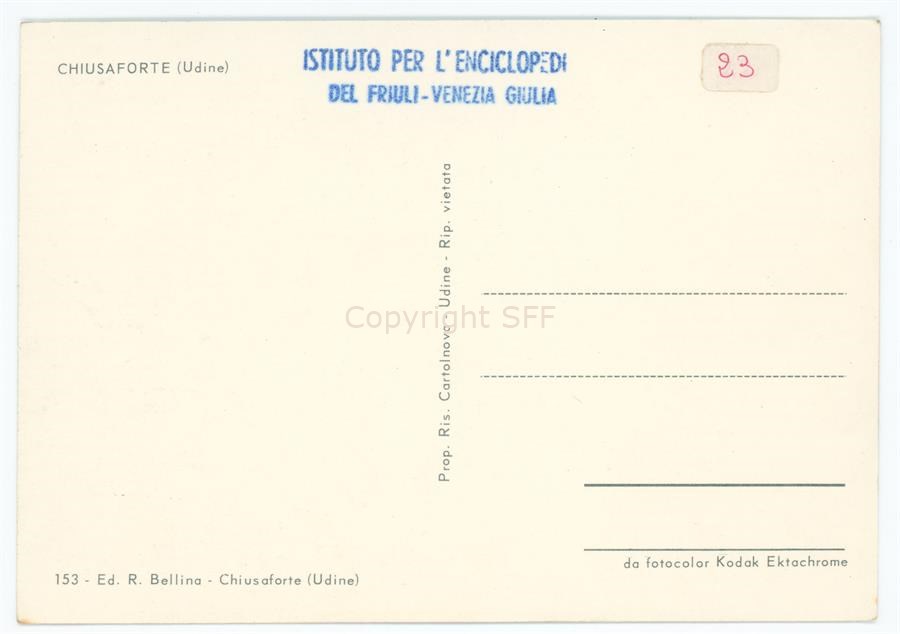 CHIUSAFORTE (Udine)
ISTITUTO PER L'ENCICLOPEDI
DEL FRIULI-VENEZIA GIULIA
23
Prop. Ris. Cartolnova - Udine - Rip. vietata
Copyright SFF
153 - Ed. R. Bellina - Chiusaforte (Udine)
da fotocolor Kodak Ektachrome